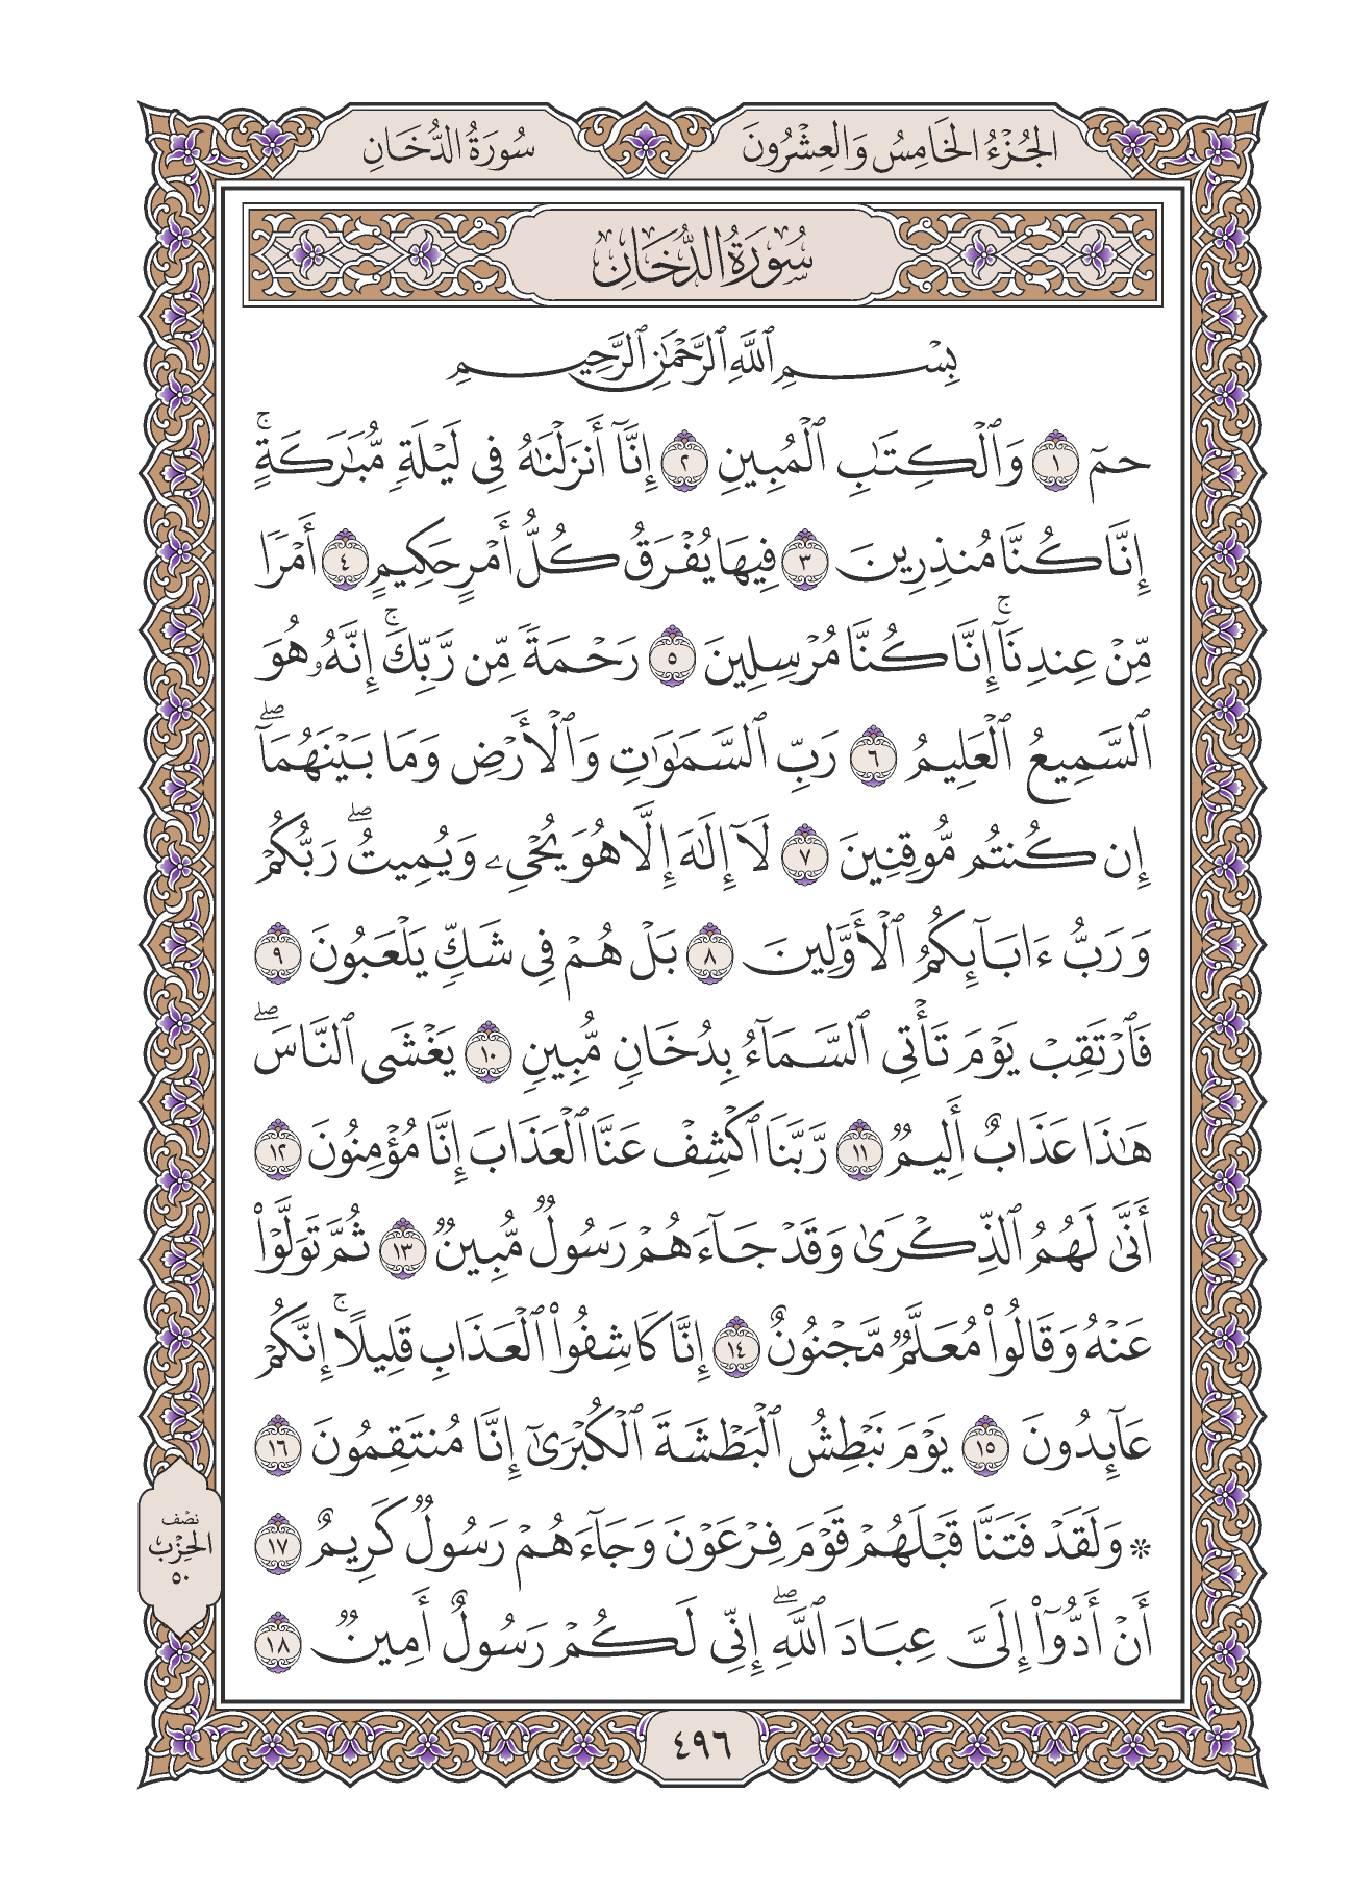 الجُزْءُ الخَامِسُ وَالعِشْرُونَ
سُورَةُ الدُّخَانِ
سُورَةُ الدُّخَانِ
بِسْمِ ٱللَّهِ ٱلرَّحْمَٰنِ ٱلرَّحِيمِ
حمٓ ١ وَٱلْكِتَٰبِ ٱلْمُبِينِ ٢ إِنَّآ أَنزَلْنَٰهُ فِى لَيْلَةٍ مُّبَٰرَكَةٍ ۚ
إِنَّا كُنَّا مُنذِرِينَ ٣ فِيهَا يُفْرَقُ كُلُّ أَمْرٍ حَكِيمٍ ٤ أَمْرًا
مِّنْ عِندِنَآ ۚ إِنَّا كُنَّا مُرْسِلِينَ ٥ رَحْمَةً مِّن رَّبِّكَ ۚ إِنَّهُۥ هُوَ
ٱلسَّمِيعُ ٱلْعَلِيمُ ٦ رَبِّ ٱلسَّمَٰوَٰتِ وَٱلْأَرْضِ وَمَا بَيْنَهُمَآ ۖ
إِن كُنتُم مُّوقِنِينَ ٧ لَآ إِلَٰهَ إِلَّا هُوَ يُحْىِۦ وَيُمِيتُ ۖ رَبُّكُمْ
وَرَبُّ ءَابَآئِكُمُ ٱلْأَوَّلِينَ ٨ بَلْ هُمْ فِى شَكٍّ يَلْعَبُونَ ٩
فَٱرْتَقِبْ يَوْمَ تَأْتِى ٱلسَّمَآءُ بِدُخَانٍ مُّبِينٍ ١٠ يَغْشَى ٱلنَّاسَ ۖ
هَٰذَا عَذَابٌ أَلِيمٌ ١١ رَّبَّنَا ٱكْشِفْ عَنَّا ٱلْعَذَابَ إِنَّا مُؤْمِنُونَ ١٢
أَنَّىٰ لَهُمُ ٱلذِّكْرَىٰ وَقَدْ جَآءَهُمْ رَسُولٌ مُّبِينٌ ١٣ ثُمَّ تَوَلَّوْا۟
عَنْهُ وَقَالُوا۟ مُعَلَّمٌ مَّجْنُونٌ ١٤ إِنَّا كَاشِفُوا۟ ٱلْعَذَابِ قَلِيلًا ۚ إِنَّكُمْ
عَآئِدُونَ ١٥ يَوْمَ نَبْطِشُ ٱلْبَطْشَةَ ٱلْكُبْرَىٰٓ إِنَّا مُنتَقِمُونَ ١٦
۞ وَلَقَدْ فَتَنَّا قَبْلَهُمْ قَوْمَ فِرْعَوْنَ وَجَآءَهُمْ رَسُولٌ كَرِيمٌ ١٧
أَنْ أَدُّوٓا۟ إِلَىَّ عِبَادَ ٱللَّهِ ۖ إِنِّى لَكُمْ رَسُولٌ أَمِينٌ ١٨
نصف
الحِزْب
٥٠
٤٩٦